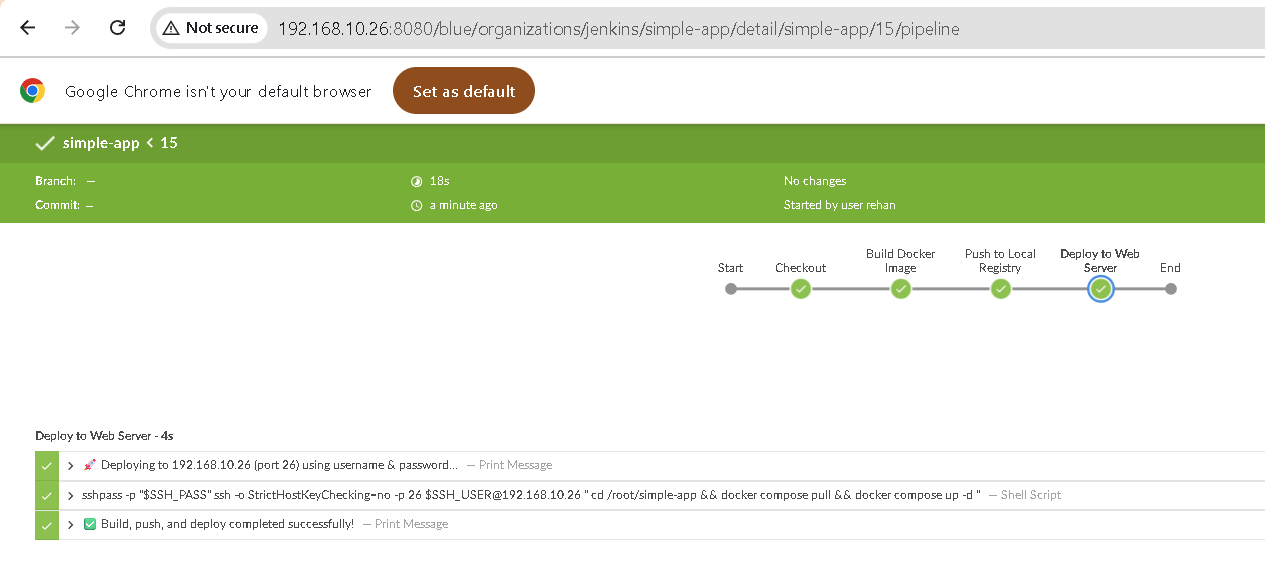 Not secure 192.168.10.26:8080/blue/organizations/jenkins/simple-app/detail/simple-app/15/pipeline
Google Chrome isn't your default browser Set as default
simple-app < 15
Branch: — 18s No changes
Commit: — a minute ago Started by user rehan
Start Checkout Build Docker Image Push to Local Registry Deploy to Web Server End
Deploy to Web Server - 4s
🚀 Deploying to 192.168.10.26 (port 26) using username & password... — Print Message
sshpass -p "$SSH_PASS" ssh -o StrictHostKeyChecking=no -p 26 $SSH_USER@192.168.10.26 " cd /root/simple-app && docker compose pull && docker compose up -d " — Shell Script
✅ Build, push, and deploy completed successfully! — Print Message